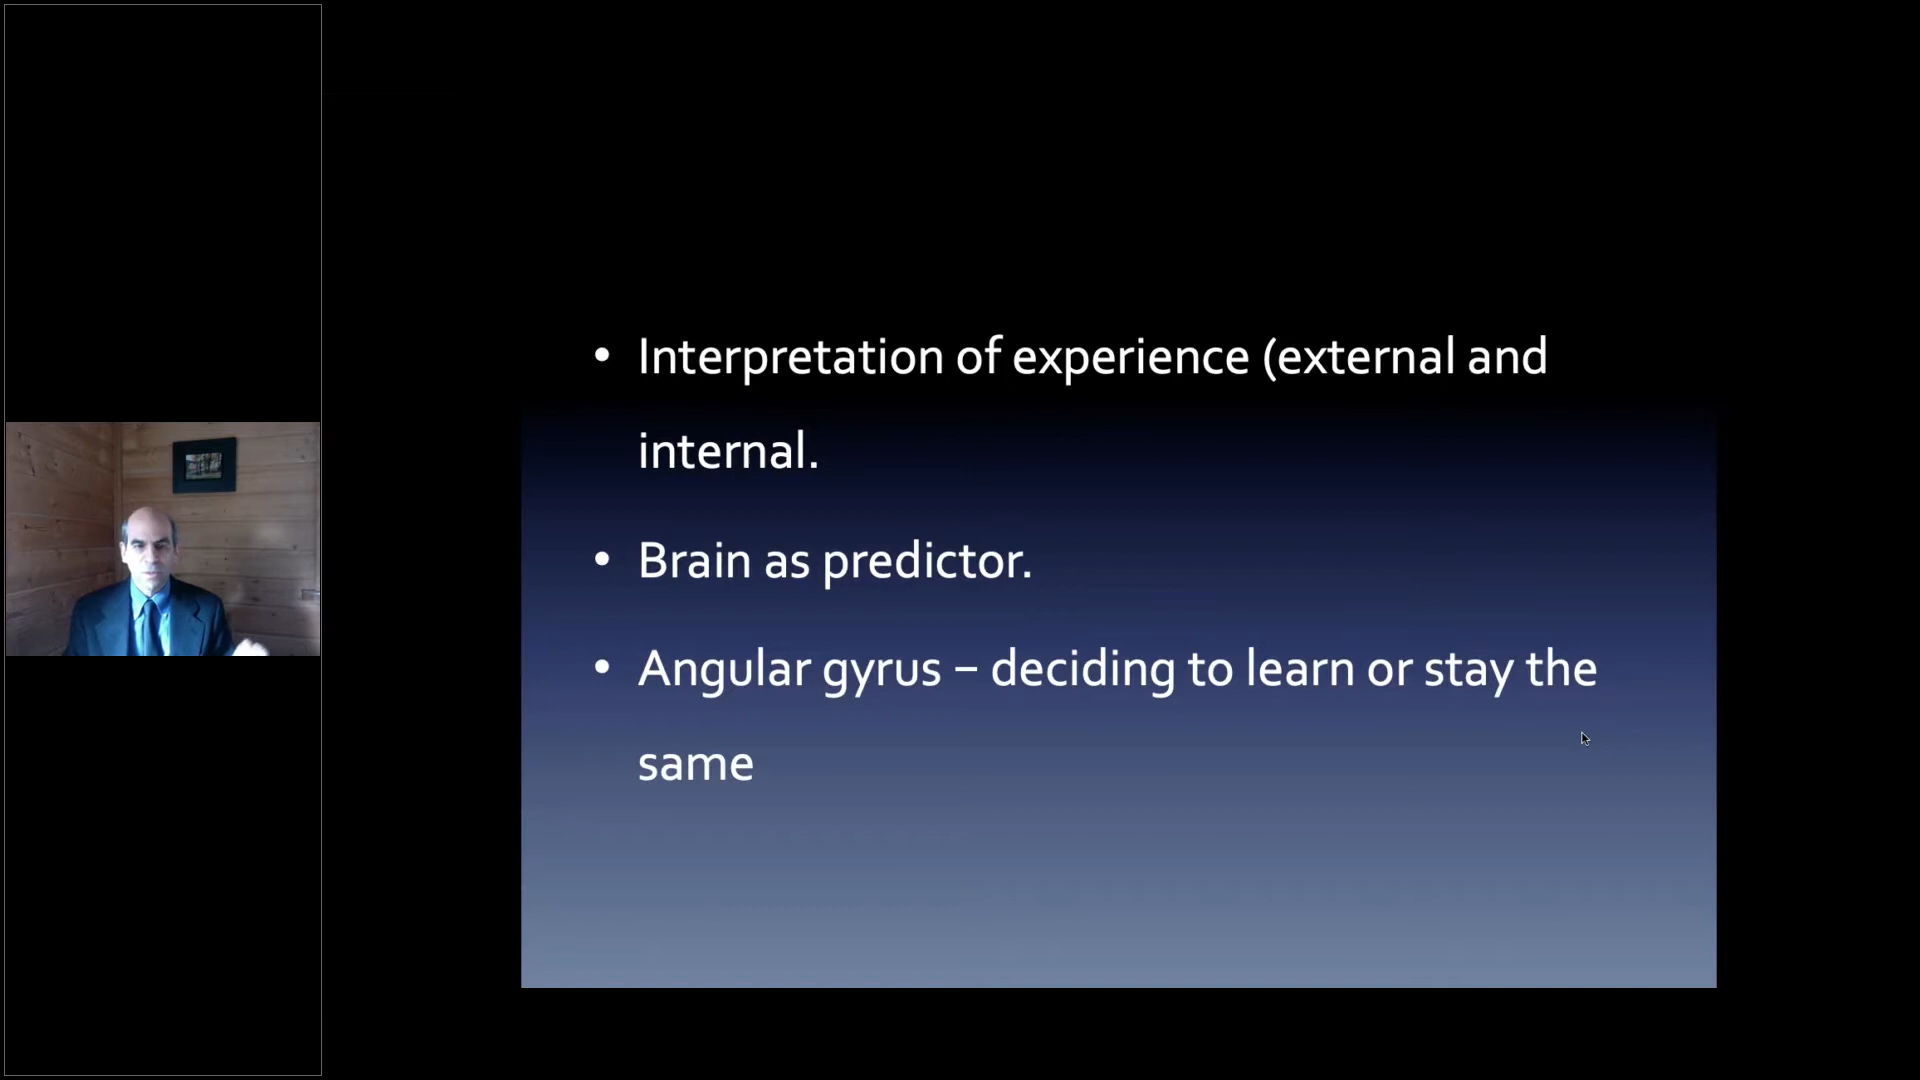 • Interpretation of experience (external and
internal.
• Brain as predictor.
• Angular gyrus – deciding to learn or stay the
same